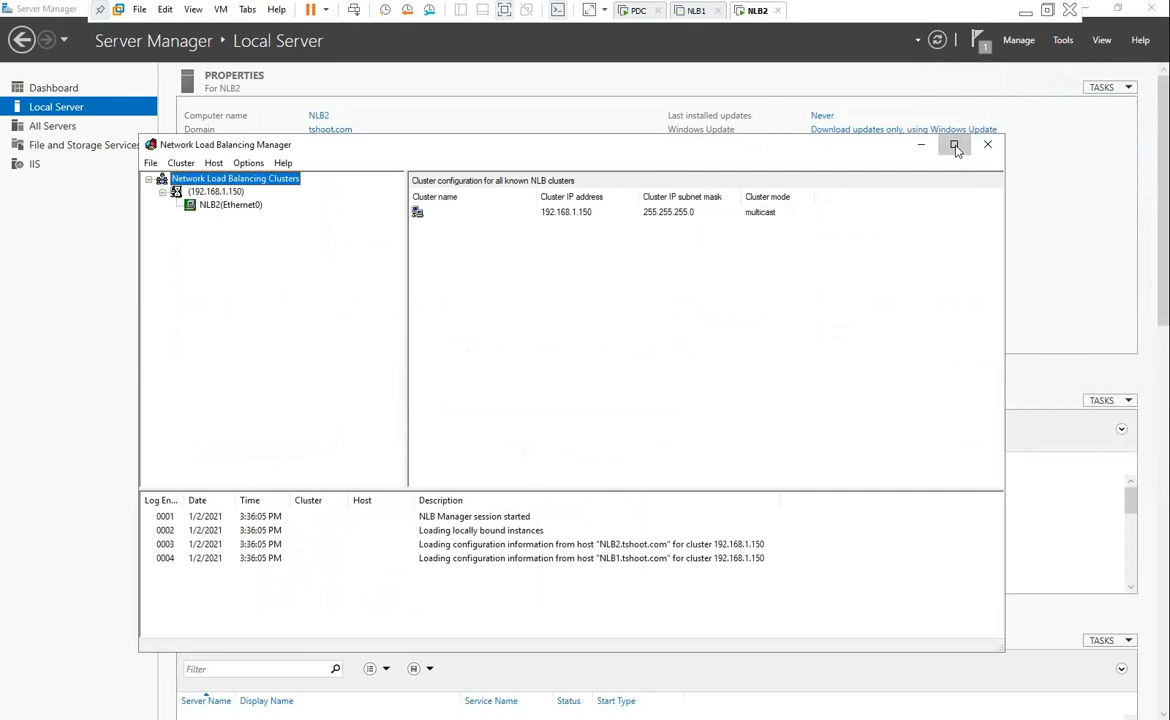 Server Manager
File Edit View VM Tabs Help
PDC
NLB1
NLB2
Server Manager Local Server
1 Manage Tools View Help
Dashboard
Local Server
All Servers
File and Storage Services
IIS
PROPERTIES
For NLB2
TASKS
Computer name NLB2
Domain tshoot.com
Last installed updates Never
Windows Update Download updates only, using Windows Update
Network Load Balancing Manager
File Cluster Host Options Help
Network Load Balancing Clusters
(192.168.1.150)
NLB2(Ethernet0)
Cluster configuration for all known NLB clusters
Cluster name Cluster IP address Cluster IP subnet mask Cluster mode
192.168.1.150 255.255.255.0 multicast
Log En... Date Time Cluster Host Description
0001 1/2/2021 3:36:05 PM NLB Manager session started
0002 1/2/2021 3:36:05 PM Loading locally bound instances
0003 1/2/2021 3:36:05 PM Loading configuration information from host "NLB2.tshoot.com" for cluster 192.168.1.150
0004 1/2/2021 3:36:05 PM Loading configuration information from host "NLB1.tshoot.com" for cluster 192.168.1.150
TASKS
TASKS
Filter
Server Name Display Name Service Name Status Start Type